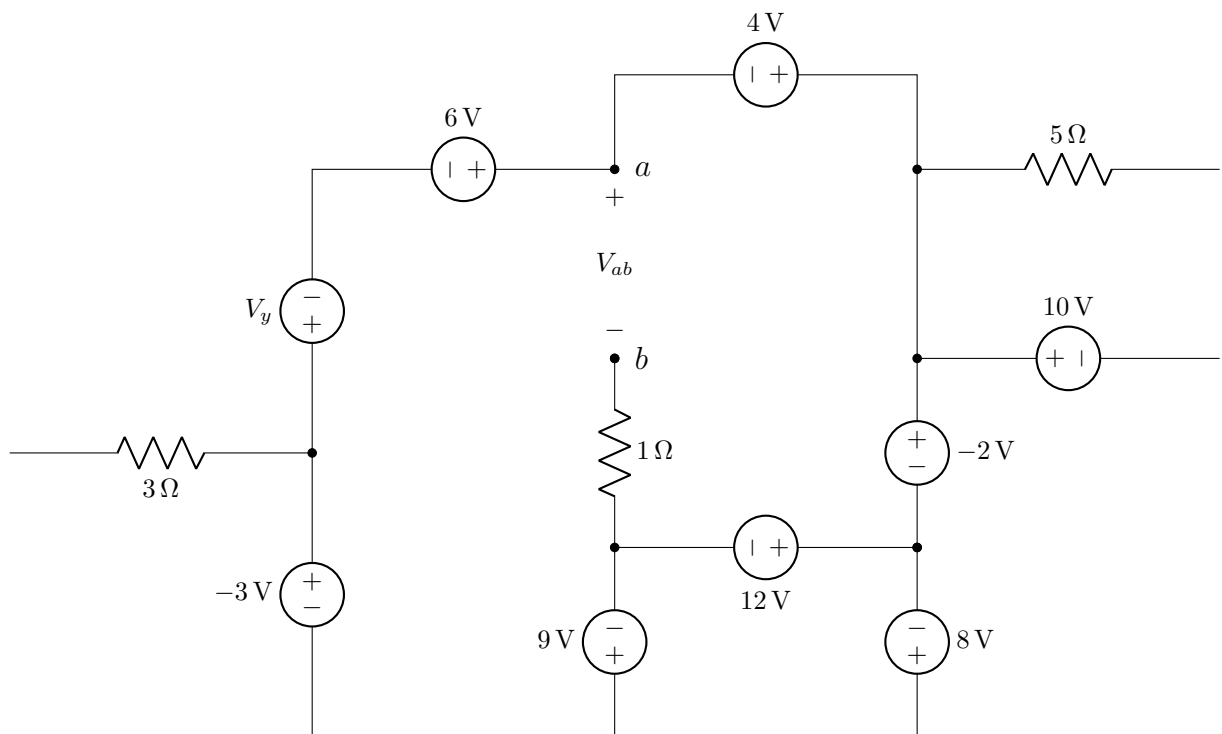 4 V
6 V
5 Ω
− +
− +
a
+
V_ab
−
b
V_y
−
+
10 V
+ −
1 Ω
+
−
−2 V
3 Ω
− +
12 V
−3 V
+
−
9 V
−
+
−
+
8 V